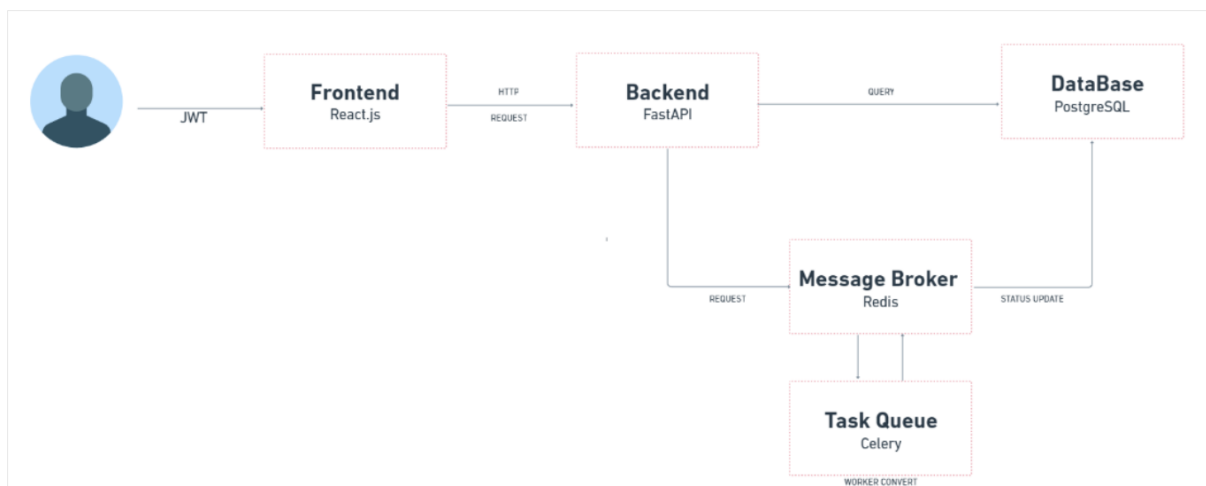 JWT
Frontend
React.js
HTTP
REQUEST
Backend
FastAPI
QUERY
DataBase
PostgreSQL
REQUEST
Message Broker
Redis
STATUS UPDATE
Task Queue
Celery
WORKER CONVERT